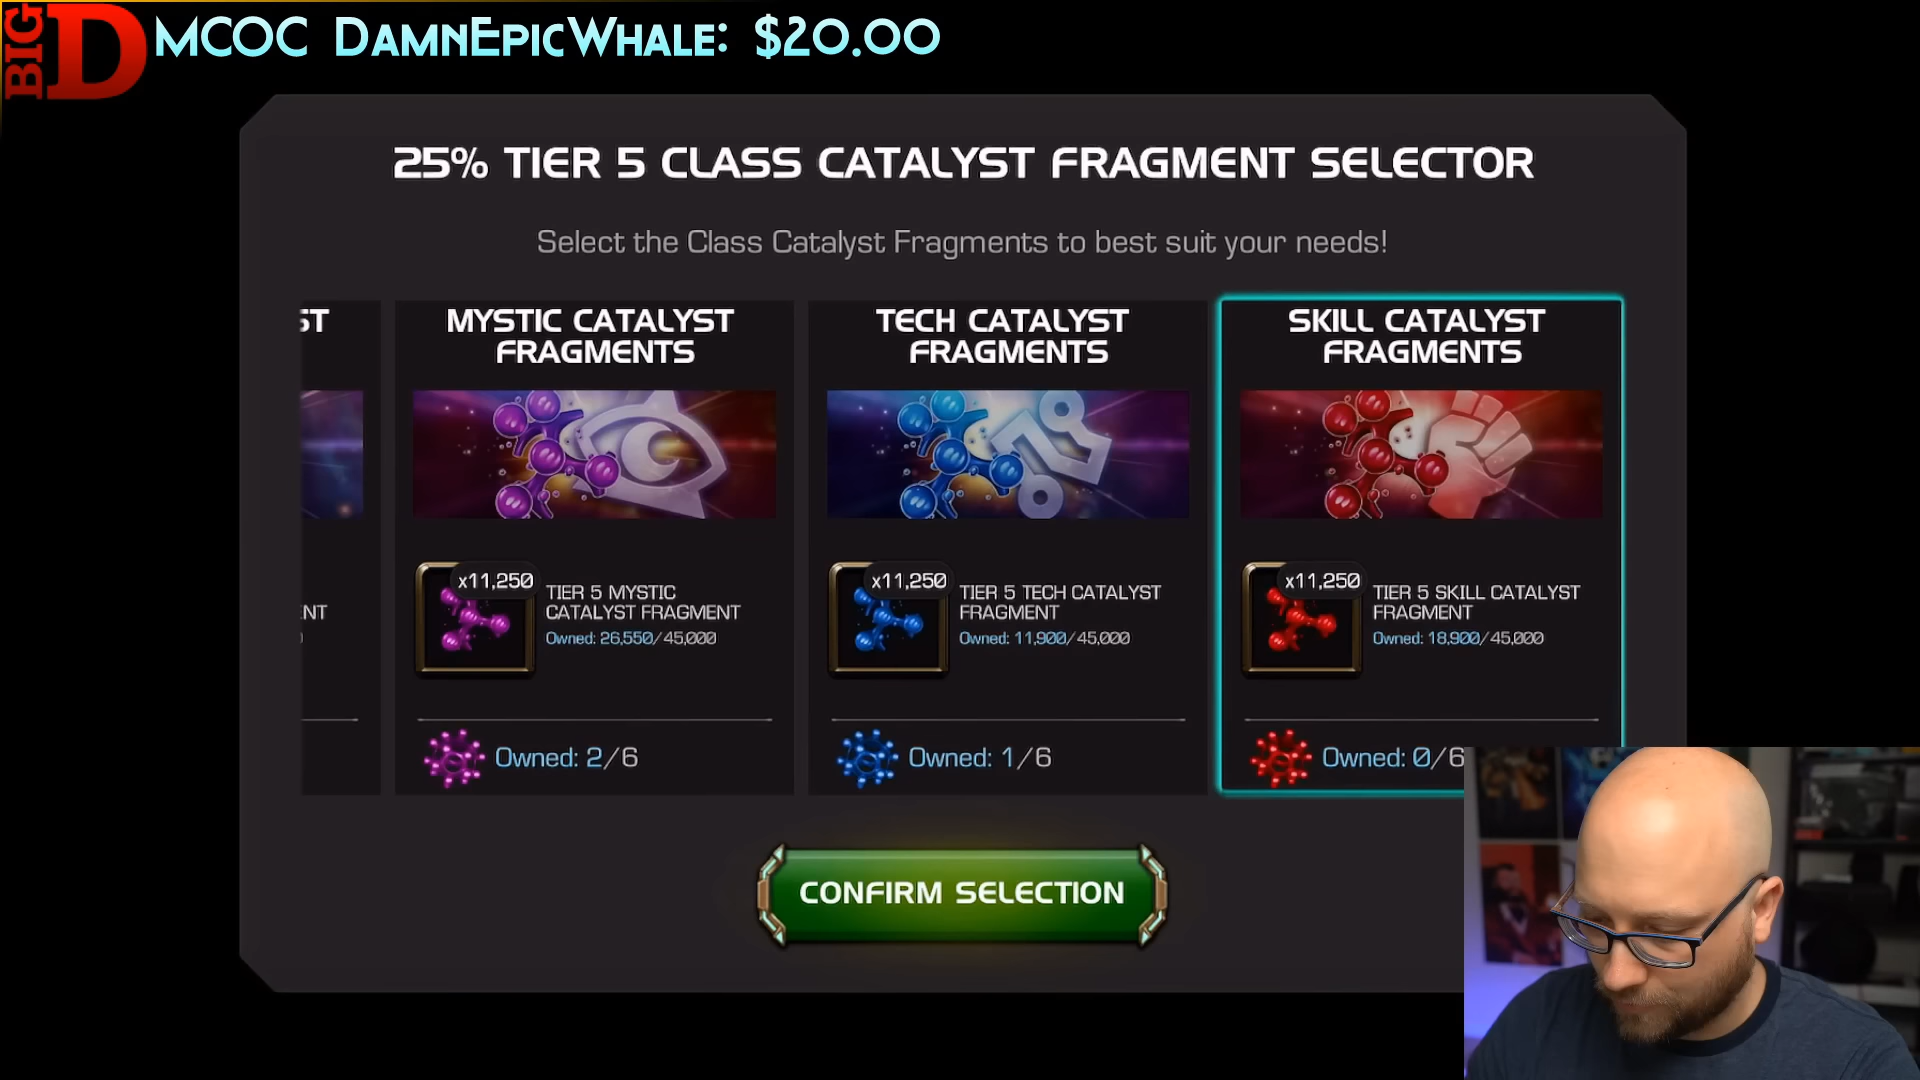 BIG D
MCOC DamnEpicWhale: $20.00
25% TIER 5 CLASS CATALYST FRAGMENT SELECTOR
Select the Class Catalyst Fragments to best suit your needs!
ST
ENT
MYSTIC CATALYST
FRAGMENTS
x11,250
TIER 5 MYSTIC
CATALYST FRAGMENT
Owned: 26,550/45,000
Owned: 2/6
TECH CATALYST
FRAGMENTS
x11,250
TIER 5 TECH CATALYST
FRAGMENT
Owned: 11,900/45,000
Owned: 1/6
SKILL CATALYST
FRAGMENTS
x11,250
TIER 5 SKILL CATALYST
FRAGMENT
Owned: 18,900/45,000
Owned: 0/6
CONFIRM SELECTION